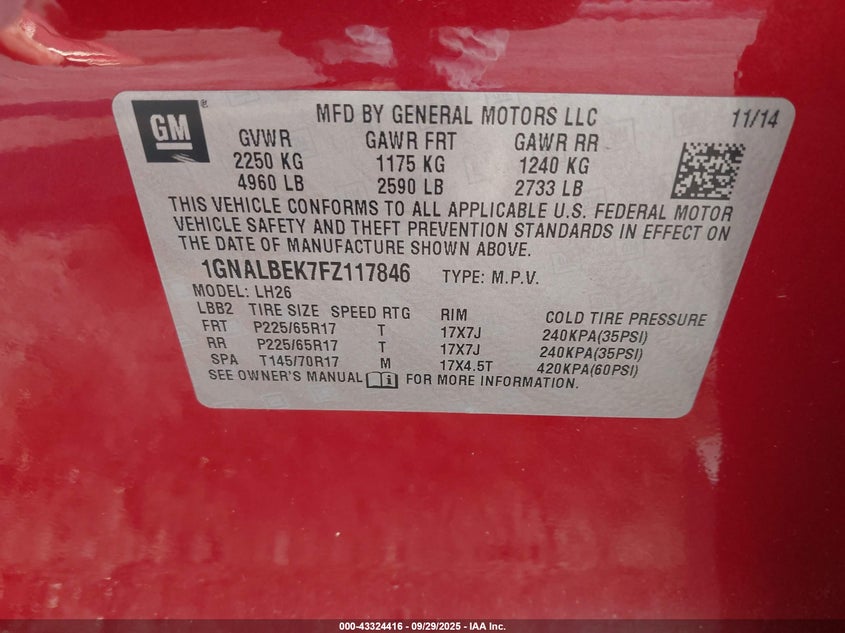 GM ®
MFD BY GENERAL MOTORS LLC 11/14
GVWR GAWR FRT GAWR RR
2250 KG 1175 KG 1240 KG
4960 LB 2590 LB 2733 LB
THIS VEHICLE CONFORMS TO ALL APPLICABLE U.S. FEDERAL MOTOR
VEHICLE SAFETY AND THEFT PREVENTION STANDARDS IN EFFECT ON
THE DATE OF MANUFACTURE SHOWN ABOVE.
1GNALBEK7FZ117846 TYPE: M.P.V.
MODEL: LH26
LBB2 TIRE SIZE SPEED RTG RIM COLD TIRE PRESSURE
FRT P225/65R17 T 17X7J 240KPA(35PSI)
RR P225/65R17 T 17X7J 240KPA(35PSI)
SPA T145/70R17 M 17X4.5T 420KPA(60PSI)
SEE OWNER'S MANUAL FOR MORE INFORMATION.
000-43324416 - 09/29/2025 - IAA Inc.